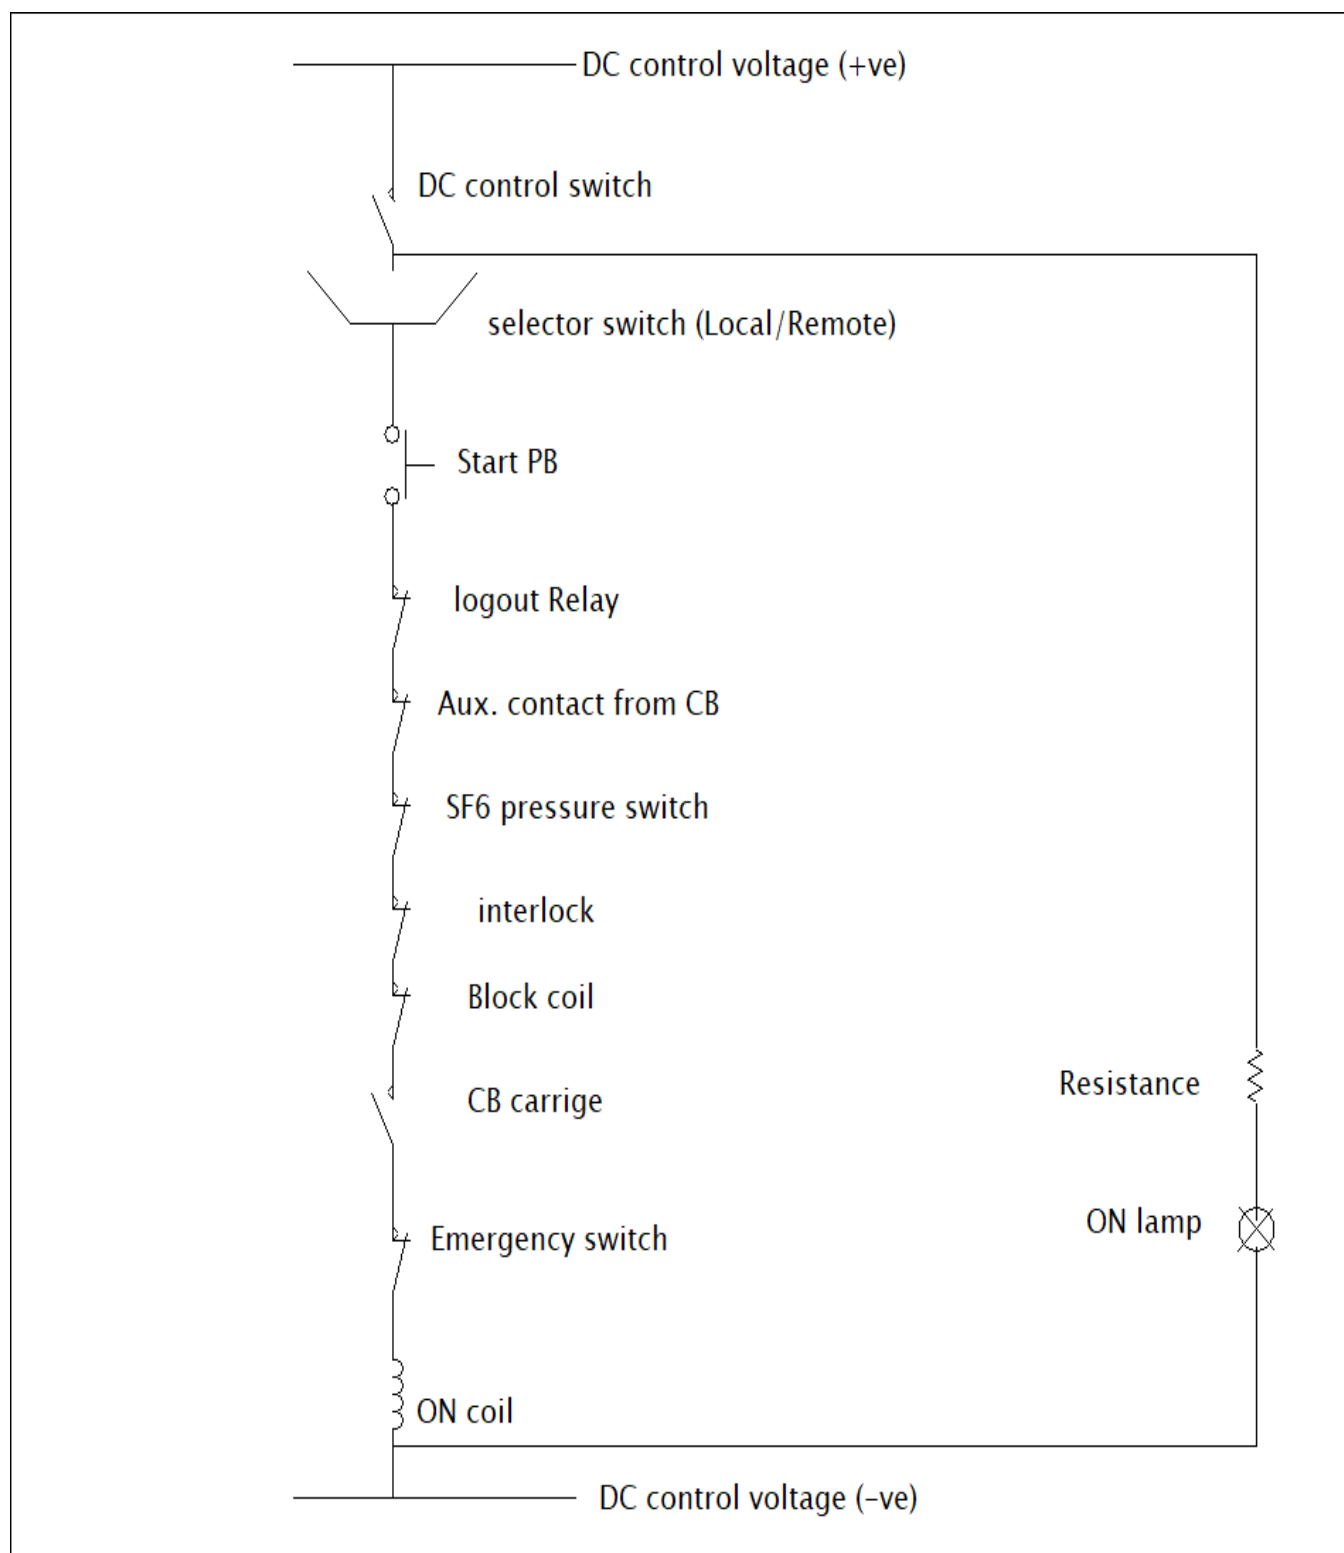 DC control voltage (+ve)
DC control switch
selector switch (Local/Remote)
Start PB
logout Relay
Aux. contact from CB
SF6 pressure switch
interlock
Block coil
CB carrige
Resistance
ON lamp
Emergency switch
ON coil
DC control voltage (-ve)